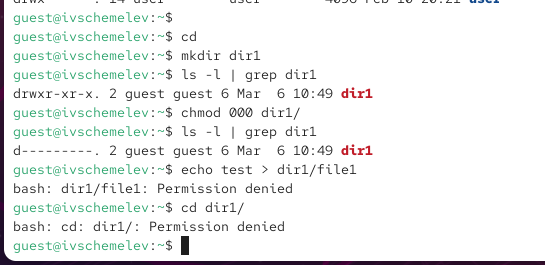 guest@ivschemelev:~$
guest@ivschemelev:~$ cd
guest@ivschemelev:~$ mkdir dir1
guest@ivschemelev:~$ ls -l | grep dir1
drwxr-xr-x. 2 guest guest 6 Mar  6 10:49 dir1
guest@ivschemelev:~$ chmod 000 dir1/
guest@ivschemelev:~$ ls -l | grep dir1
d---------. 2 guest guest 6 Mar  6 10:49 dir1
guest@ivschemelev:~$ echo test > dir1/file1
bash: dir1/file1: Permission denied
guest@ivschemelev:~$ cd dir1/
bash: cd: dir1/: Permission denied
guest@ivschemelev:~$